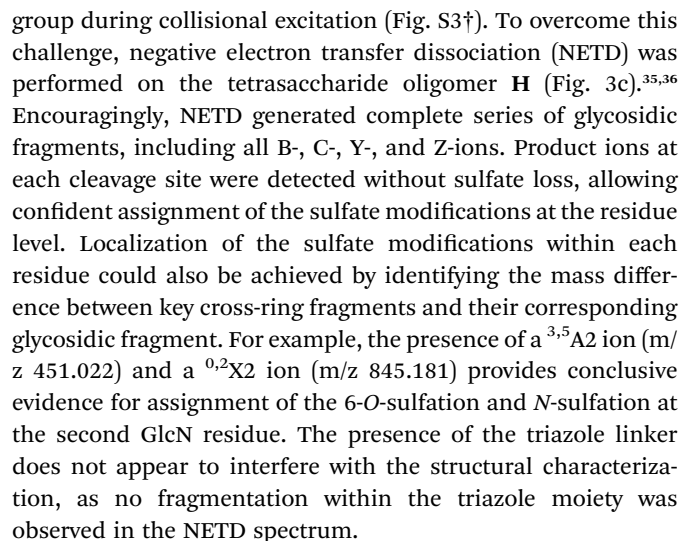 group during collisional excitation (Fig. S3†). To overcome this
challenge, negative electron transfer dissociation (NETD) was
performed on the tetrasaccharide oligomer H (Fig. 3c).35,36
Encouragingly, NETD generated complete series of glycosidic
fragments, including all B-, C-, Y-, and Z-ions. Product ions at
each cleavage site were detected without sulfate loss, allowing
confident assignment of the sulfate modifications at the residue
level. Localization of the sulfate modifications within each
residue could also be achieved by identifying the mass differ-
ence between key cross-ring fragments and their corresponding
glycosidic fragment. For example, the presence of a 3,5A2 ion (m/
z 451.022) and a 0,2X2 ion (m/z 845.181) provides conclusive
evidence for assignment of the 6-O-sulfation and N-sulfation at
the second GlcN residue. The presence of the triazole linker
does not appear to interfere with the structural characteriza-
tion, as no fragmentation within the triazole moiety was
observed in the NETD spectrum.